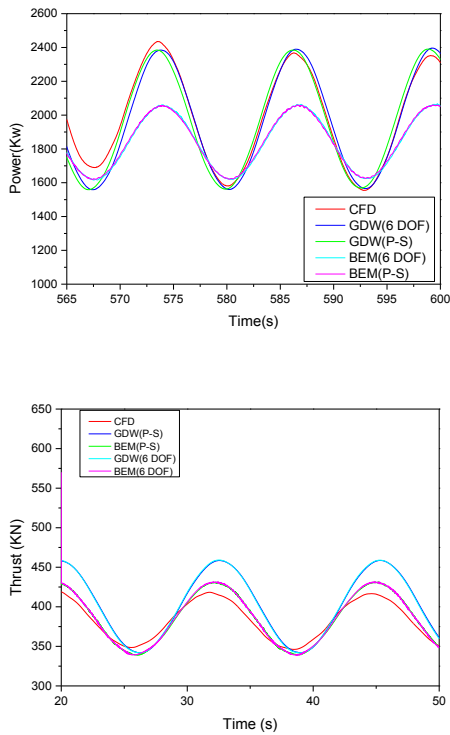 2600
2400
2200
2000
1800
1600
1400
1200
1000
Power(Kw)
CFD
GDW(6 DOF)
GDW(P-S)
BEM(6 DOF)
BEM(P-S)
565 570 575 580 585 590 595 600
Time(s)
650
600
550
500
450
400
350
300
Thrust (KN)
CFD
GDW(P-S)
BEM(P-S)
GDW(6 DOF)
BEM(6 DOF)
20 30 40 50
Time (s)